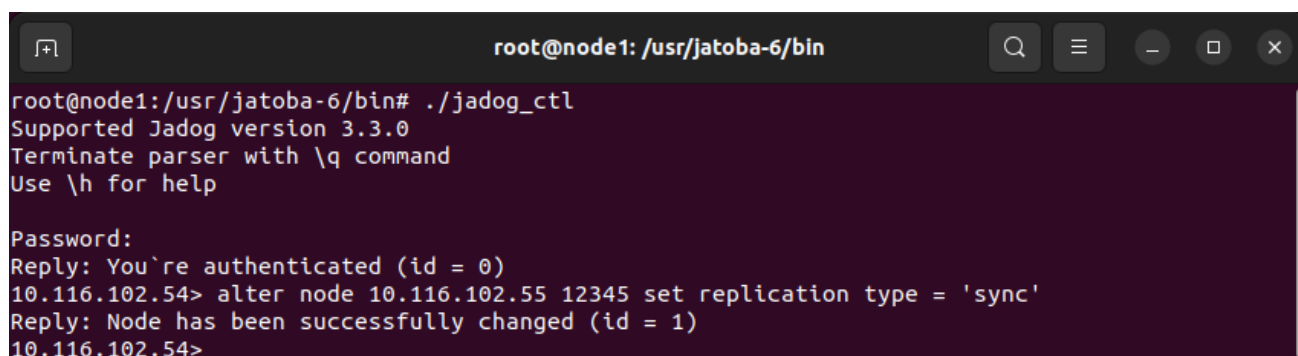 root@node1: /usr/jatoba-6/bin
root@node1:/usr/jatoba-6/bin# ./jadog_ctl
Supported Jadog version 3.3.0
Terminate parser with \q command
Use \h for help
Password:
Reply: You`re authenticated (id = 0)
10.116.102.54> alter node 10.116.102.55 12345 set replication type = 'sync'
Reply: Node has been successfully changed (id = 1)
10.116.102.54>